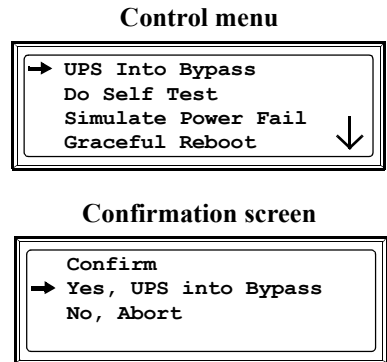 Control menu
UPS Into Bypass
Do Self Test
Simulate Power Fail
Graceful Reboot
Confirmation screen
Confirm
Yes, UPS into Bypass
No, Abort